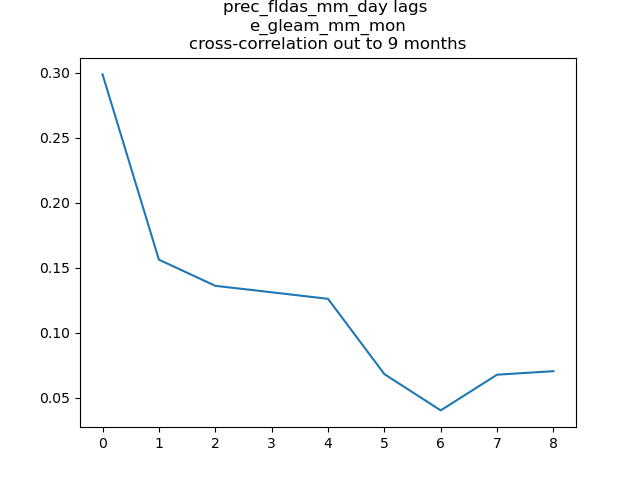 prec_fldas_mm_day lags
e_gleam_mm_mon
cross-correlation out to 9 months
0.30
0.25
0.20
0.15
0.10
0.05
0 1 2 3 4 5 6 7 8